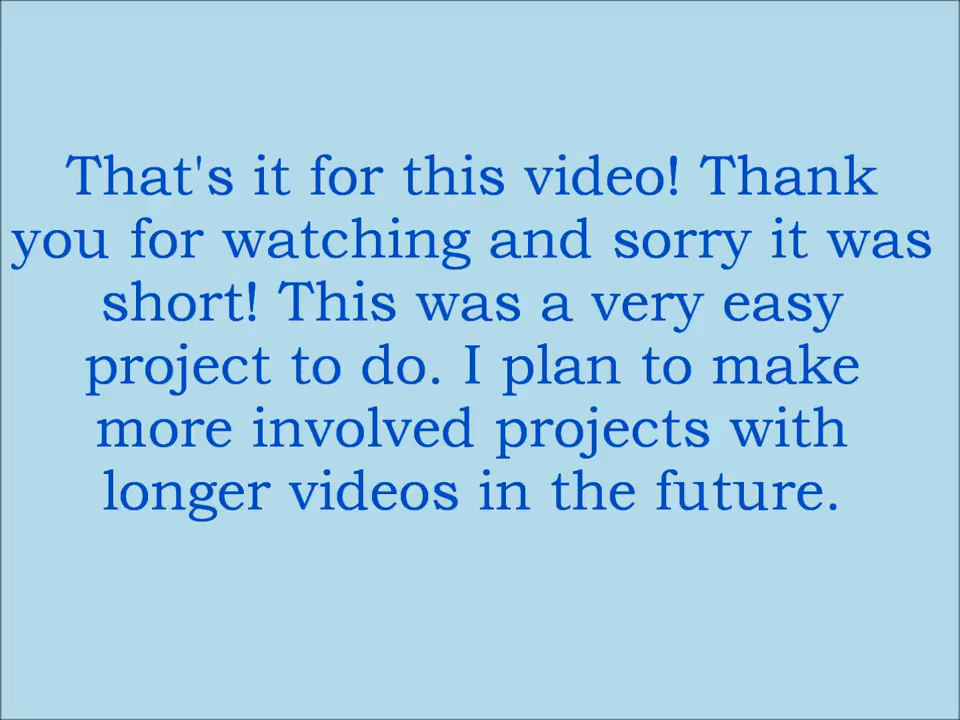 That's it for this video! Thank
you for watching and sorry it was
short! This was a very easy
project to do. I plan to make
more involved projects with
longer videos in the future.